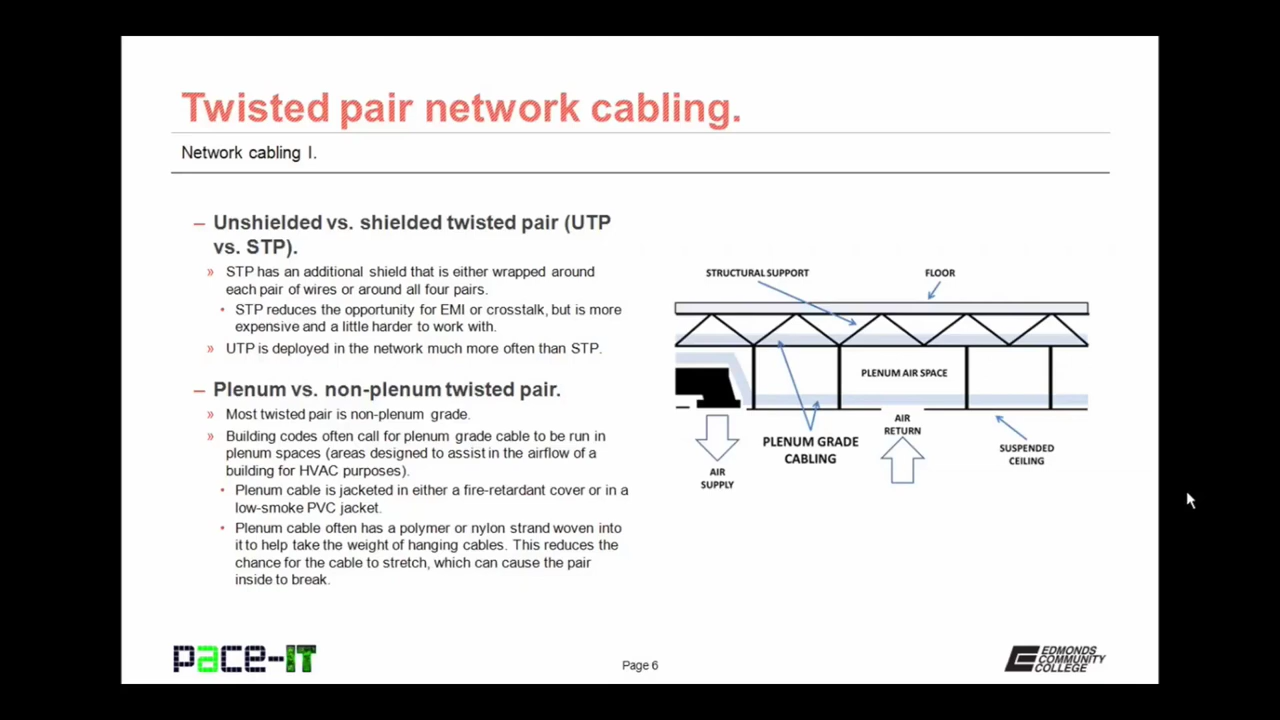 Twisted pair network cabling.
Network cabling I.
– Unshielded vs. shielded twisted pair (UTP
vs. STP).
» STP has an additional shield that is either wrapped around
each pair of wires or around all four pairs.
• STP reduces the opportunity for EMI or crosstalk, but is more
expensive and a little harder to work with.
» UTP is deployed in the network much more often than STP.
– Plenum vs. non-plenum twisted pair.
» Most twisted pair is non-plenum grade.
» Building codes often call for plenum grade cable to be run in
plenum spaces (areas designed to assist in the airflow of a
building for HVAC purposes).
• Plenum cable is jacketed in either a fire-retardant cover or in a
low-smoke PVC jacket.
• Plenum cable often has a polymer or nylon strand woven into
it to help take the weight of hanging cables. This reduces the
chance for the cable to stretch, which can cause the pair
inside to break.
STRUCTURAL SUPPORT
FLOOR
PLENUM AIR SPACE
AIR
RETURN
PLENUM GRADE
CABLING
SUSPENDED
CEILING
AIR
SUPPLY
pace-IT
Page 6
EDMONDS
COMMUNITY
COLLEGE